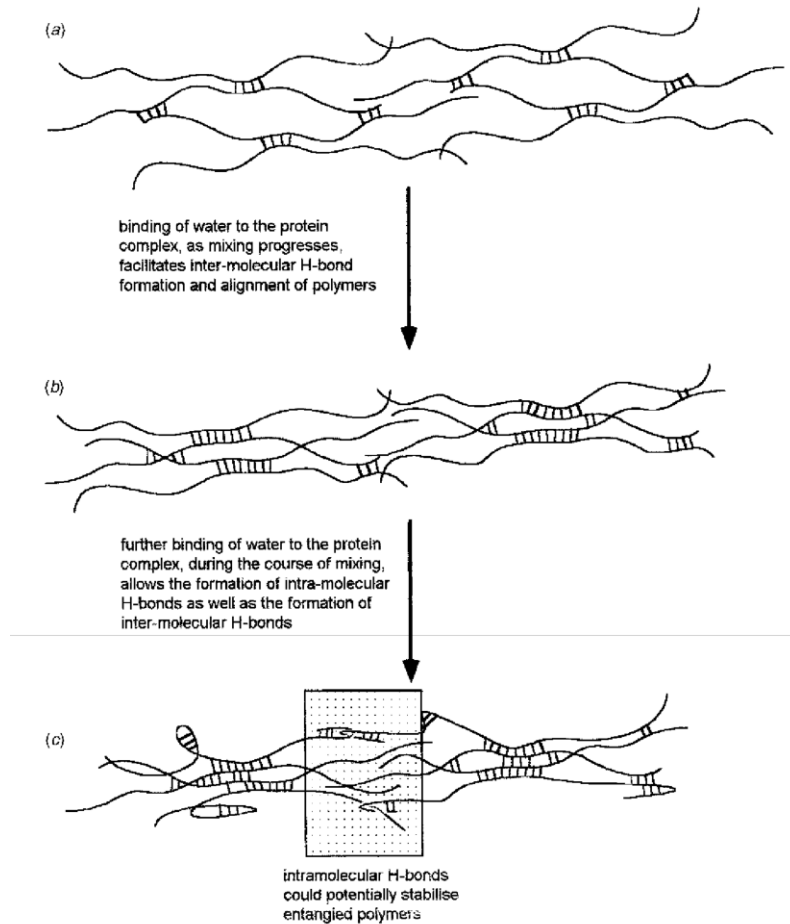 (a)
binding of water to the protein
complex, as mixing progresses,
facilitates inter-molecular H-bond
formation and alignment of polymers
(b)
further binding of water to the protein
complex, during the course of mixing,
allows the formation of intra-molecular
H-bonds as well as the formation of
inter-molecular H-bonds
(c)
intramolecular H-bonds
could potentially stabilise
entangled polymers